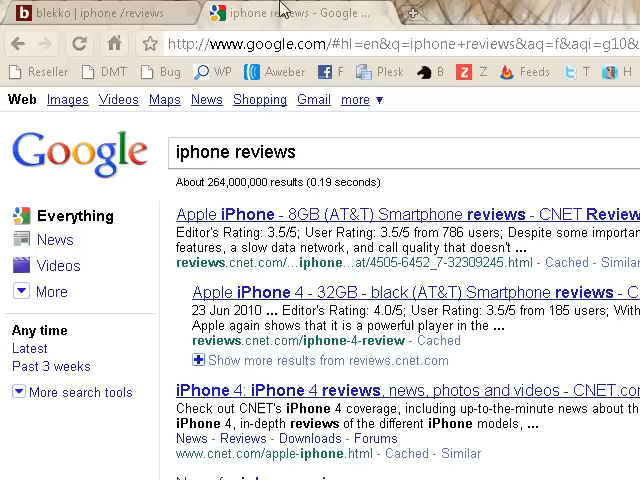 blekko | iphone /reviews
iphone reviews - Google ...
http://www.google.com/#hl=en&q=iphone+reviews&aq=f&aqi=g10&
Reseller DMT Bug WP Aweber F Plesk B Z Feeds T H
Web Images Videos Maps News Shopping Gmail more ▼
Google
iphone reviews
About 264,000,000 results (0.19 seconds)
Everything
News
Videos
More
Any time
Latest
Past 3 weeks
More search tools
Apple iPhone - 8GB (AT&T) Smartphone reviews - CNET Review
Editor's Rating: 3.5/5; User Rating: 3.5/5 from 786 users; Despite some important
features, a slow data network, and call quality that doesn't ...
reviews.cnet.com/...iphone...at/4505-6452_7-32309245.html - Cached - Similar
Apple iPhone 4 - 32GB - black (AT&T) Smartphone reviews - C
23 Jun 2010 ... Editor's Rating: 4.0/5; User Rating: 3.5/5 from 185 users; With
Apple again shows that it is a powerful player in the ...
reviews.cnet.com/iphone-4-review - Cached
Show more results from reviews.cnet.com
iPhone 4: iPhone 4 reviews, news, photos and videos - CNET.com
Check out CNET's iPhone 4 coverage, including up-to-the-minute news about th
iPhone 4, in-depth reviews of the different iPhone models, ...
News - Reviews - Downloads - Forums
www.cnet.com/apple-iphone.html - Cached - Similar